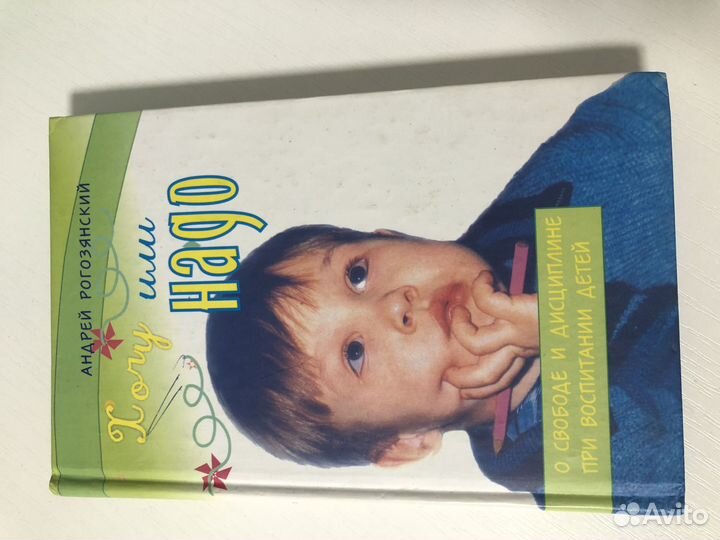 АНДРЕЙ РОГОЗЯНСКИЙ
Хочу или
надо
О СВОБОДЕ И ДИСЦИПЛИНЕ
ПРИ ВОСПИТАНИИ ДЕТЕЙ
Avito